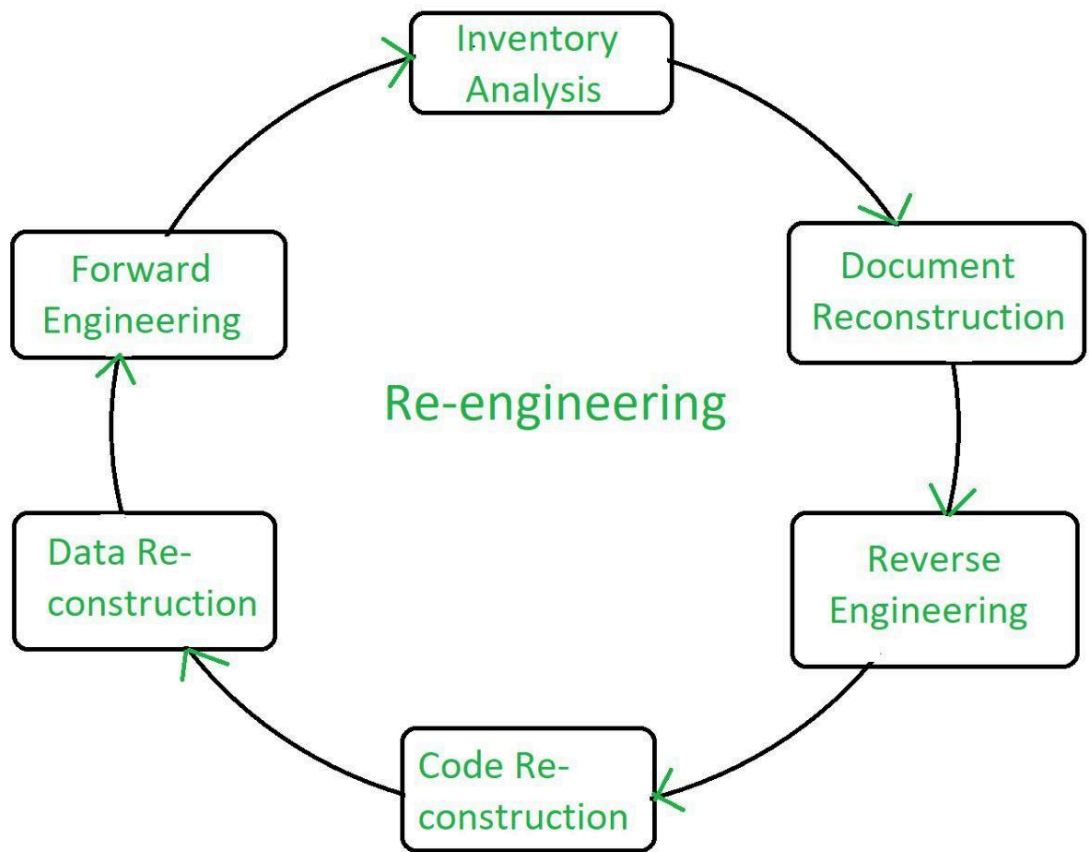 Inventory
Analysis
Document
Reconstruction
Reverse
Engineering
Code Re-
construction
Data Re-
construction
Forward
Engineering
Re-engineering